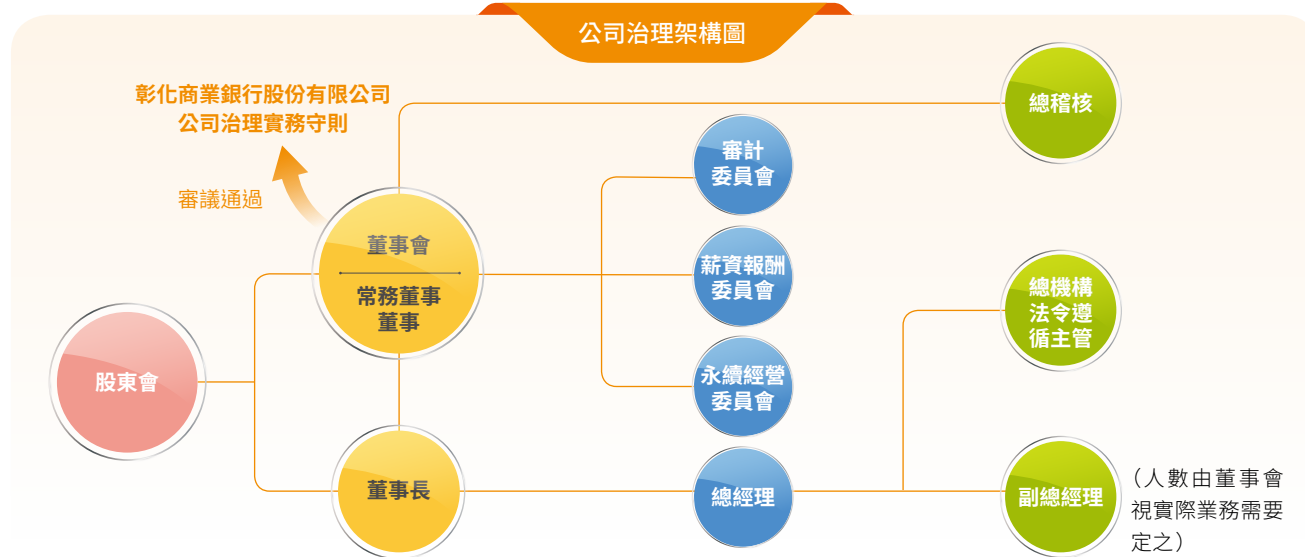 公司治理架構圖
彰化商業銀行股份有限公司
公司治理實務守則
審議通過
總稽核
審計
委員會
董事會
常務董事
董事
薪資報酬
委員會
總機構
法令遵
循主管
股東會
永續經營
委員會
董事長
總經理
副總經理
（人數由董事會
視實際業務需要
定之）